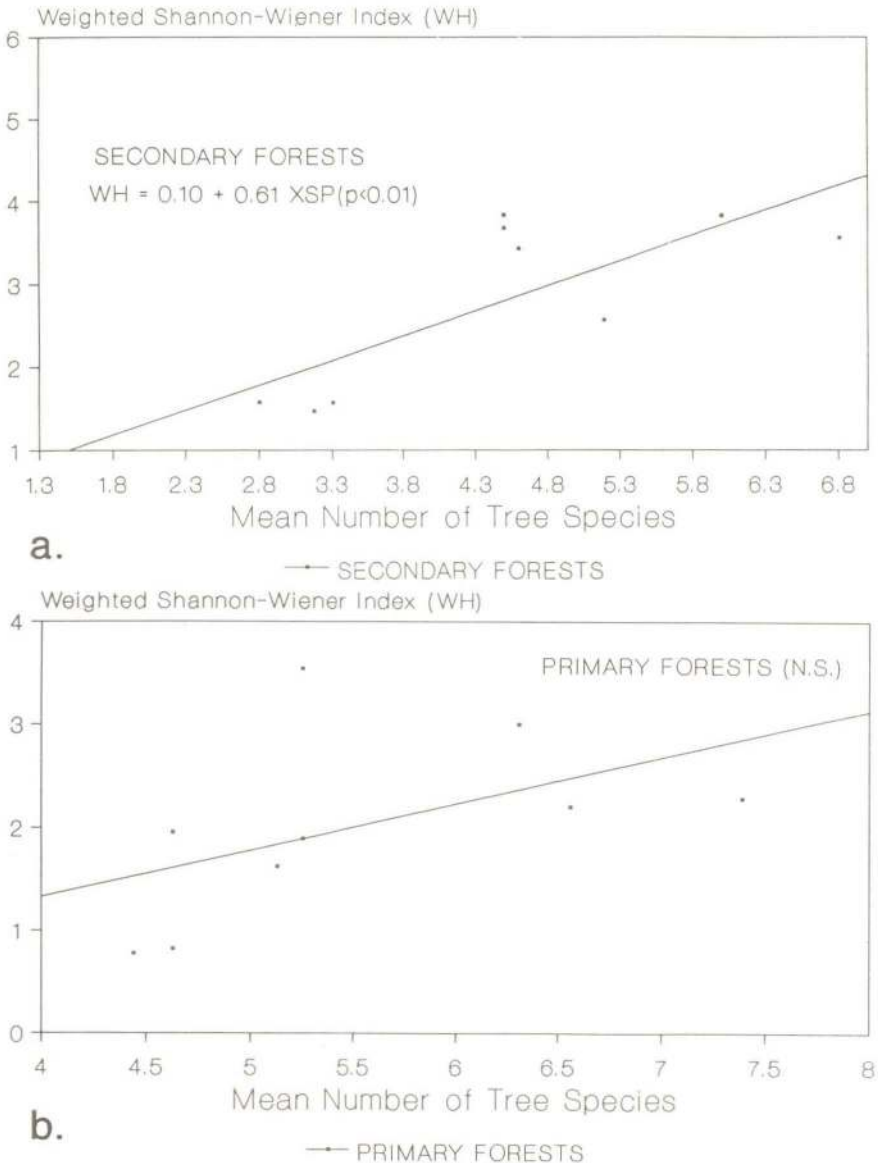 Weighted Shannon-Wiener Index (WH)
6
5
4
3
2
1
SECONDARY FORESTS
WH = 0.10 + 0.61 XSP(p<0.01)
1.3 1.8 2.3 2.8 3.3 3.8 4.3 4.8 5.3 5.8 6.3 6.8
Mean Number of Tree Species
a.
SECONDARY FORESTS
Weighted Shannon-Wiener Index (WH)
4
3
2
1
0
PRIMARY FORESTS (N.S.)
4 4.5 5 5.5 6 6.5 7 7.5 8
Mean Number of Tree Species
b.
PRIMARY FORESTS